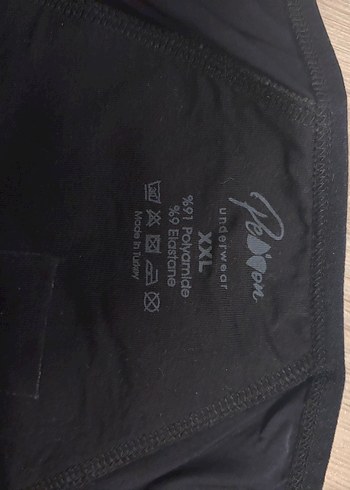 underwear
XXL
%91 Polyamide
%9 Elastane
Made in Turkey